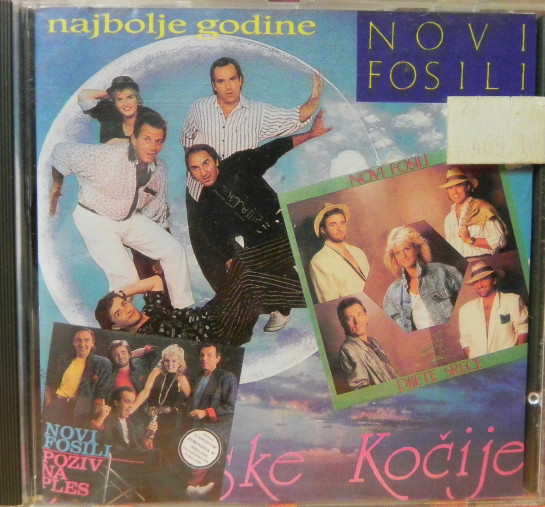 najbolje godine
NOVI
FOSILI
NOVI FOSILI
DIJETE SREĆE
NOVI
FOSILI
POZIV
NA
PLES
ske Kočije